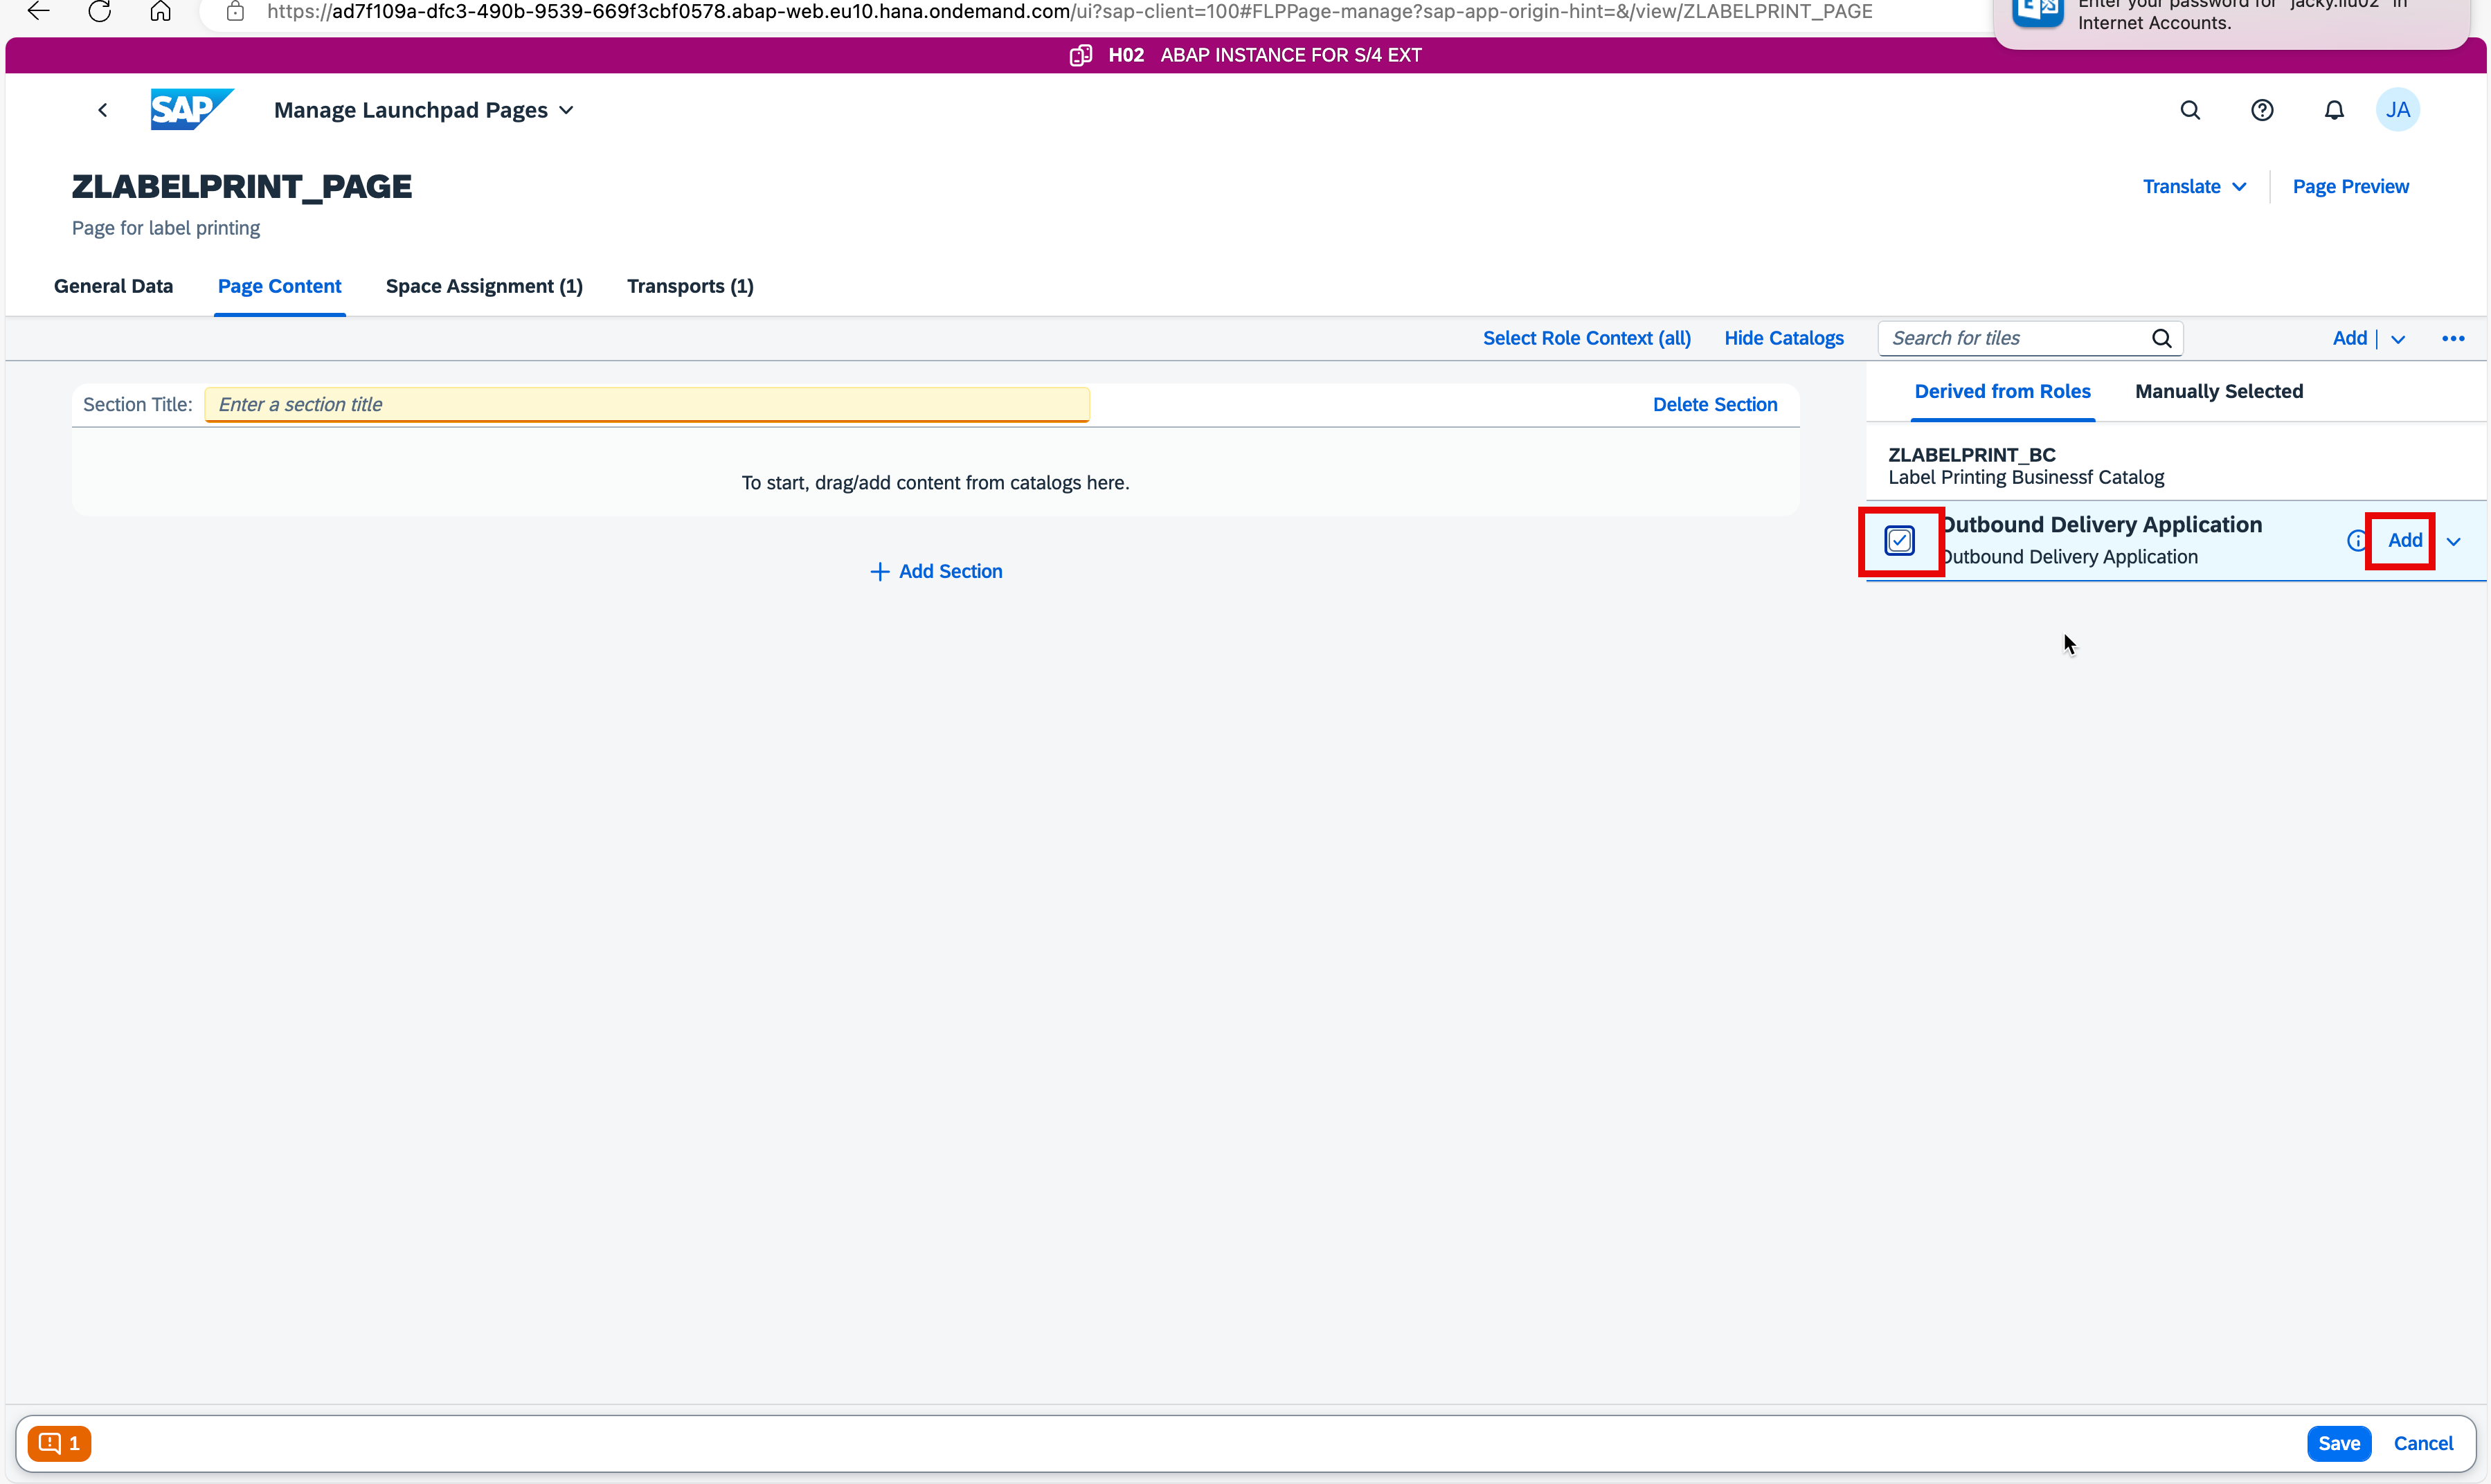 Enter your password for "jacky.liu02" in
https://ad7f109a-dfc3-490b-9539-669f3cbf0578.abap-web.eu10.hana.ondemand.com/ui?sap-client=100#FLPPage-manage?sap-app-origin-hint=&/view/ZLABELPRINT_PAGE
Internet Accounts.
H02 ABAP INSTANCE FOR S/4 EXT
SAP Manage Launchpad Pages JA
ZLABELPRINT_PAGE
Translate Page Preview
Page for label printing
General Data Page Content Space Assignment (1) Transports (1)
Select Role Context (all) Hide Catalogs Search for tiles Add
Derived from Roles Manually Selected
Section Title: Enter a section title Delete Section
ZLABELPRINT_BC
Label Printing Businessf Catalog
To start, drag/add content from catalogs here.
Outbound Delivery Application
Add
Outbound Delivery Application
Add Section
1
Save Cancel